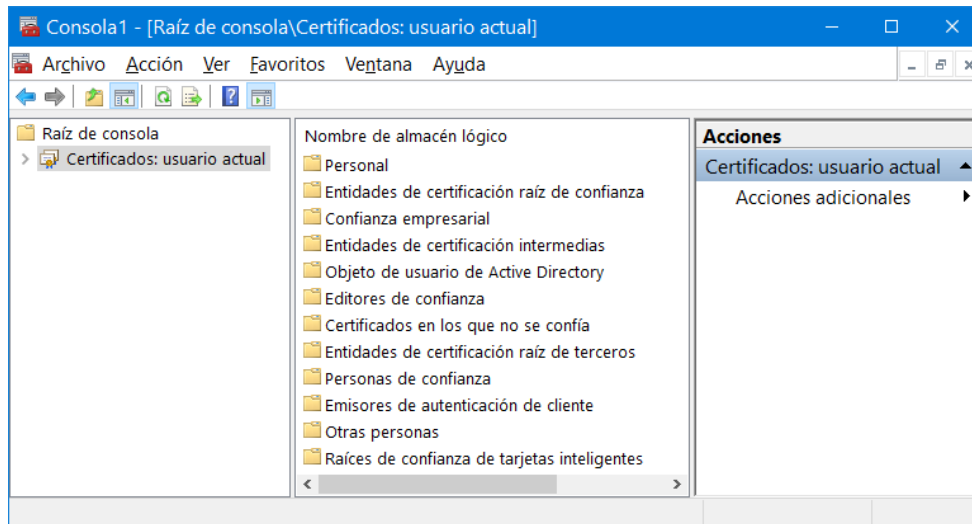 Consola1 - [Raíz de consola\Certificados: usuario actual]
Archivo Acción Ver Favoritos Ventana Ayuda
Raíz de consola
Certificados: usuario actual
Nombre de almacén lógico
Personal
Entidades de certificación raíz de confianza
Confianza empresarial
Entidades de certificación intermedias
Objeto de usuario de Active Directory
Editores de confianza
Certificados en los que no se confía
Entidades de certificación raíz de terceros
Personas de confianza
Emisores de autenticación de cliente
Otras personas
Raíces de confianza de tarjetas inteligentes
Acciones
Certificados: usuario actual
Acciones adicionales